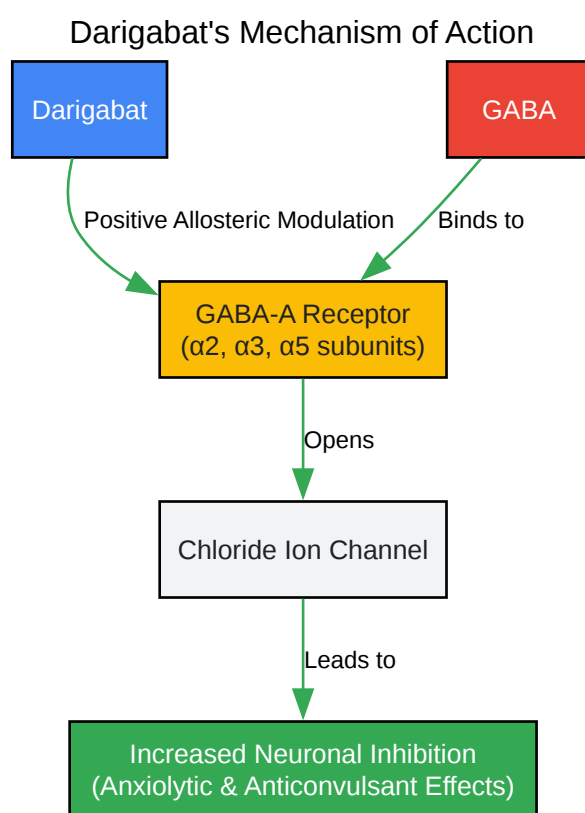 Darigabat's Mechanism of Action
Darigabat
GABA
Positive Allosteric Modulation
Binds to
GABA-A Receptor
(α2, α3, α5 subunits)
Opens
Chloride Ion Channel
Leads to
Increased Neuronal Inhibition
(Anxiolytic & Anticonvulsant Effects)